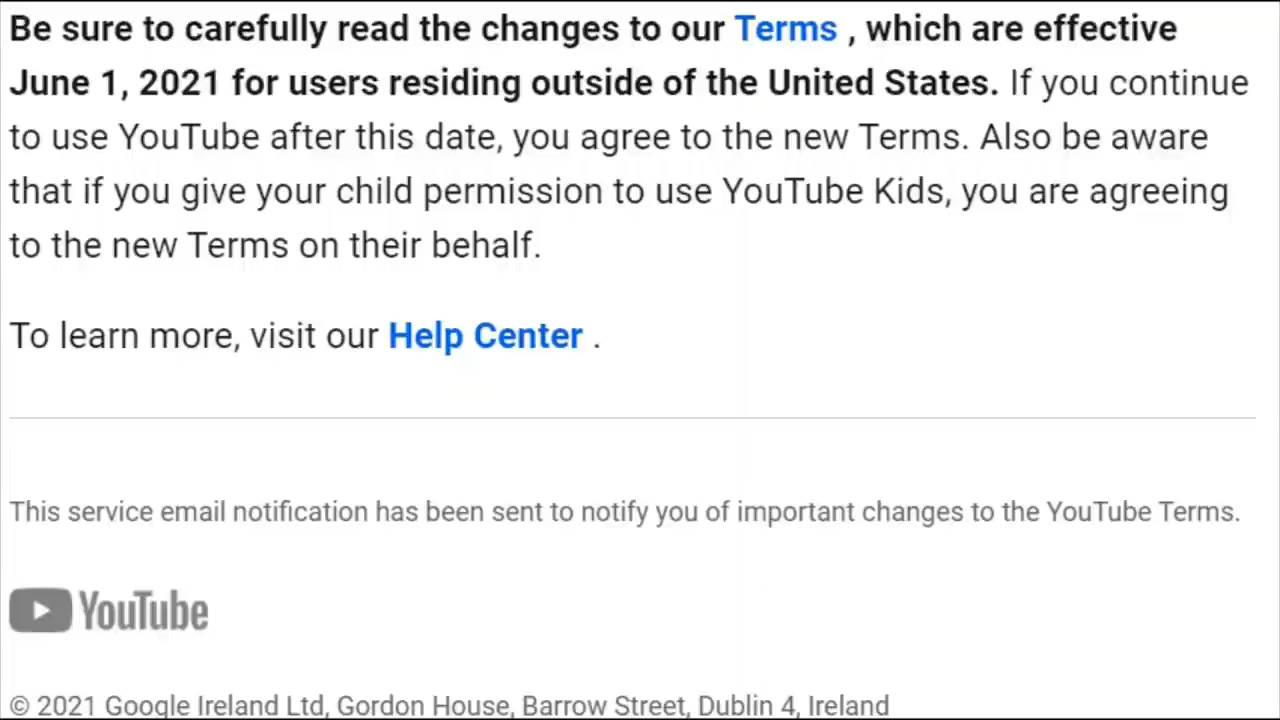 Be sure to carefully read the changes to our Terms , which are effective
June 1, 2021 for users residing outside of the United States. If you continue
to use YouTube after this date, you agree to the new Terms. Also be aware
that if you give your child permission to use YouTube Kids, you are agreeing
to the new Terms on their behalf.
To learn more, visit our Help Center .
This service email notification has been sent to notify you of important changes to the YouTube Terms.
YouTube
© 2021 Google Ireland Ltd, Gordon House, Barrow Street, Dublin 4, Ireland